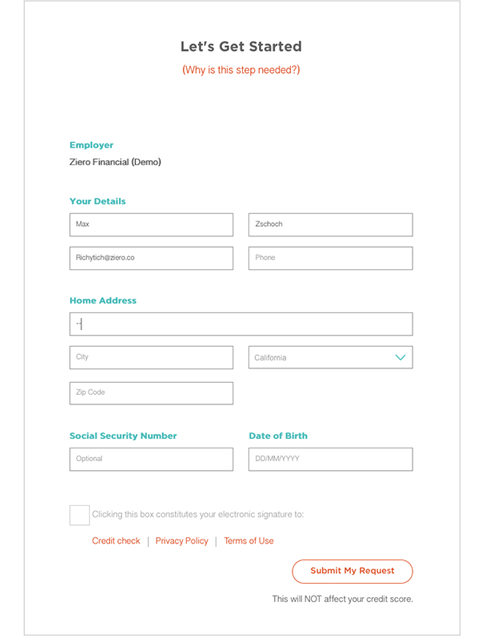 Let's Get Started
(Why is this step needed?)
Employer
Ziero Financial (Demo)
Your Details
Max Zschoch
Richytich@ziero.co Phone
Home Address
City California
Zip Code
Social Security Number Date of Birth
Optional DD/MM/YYYY
Clicking this box constitutes your electronic signature to:
Credit check | Privacy Policy | Terms of Use
Submit My Request
This will NOT affect your credit score.